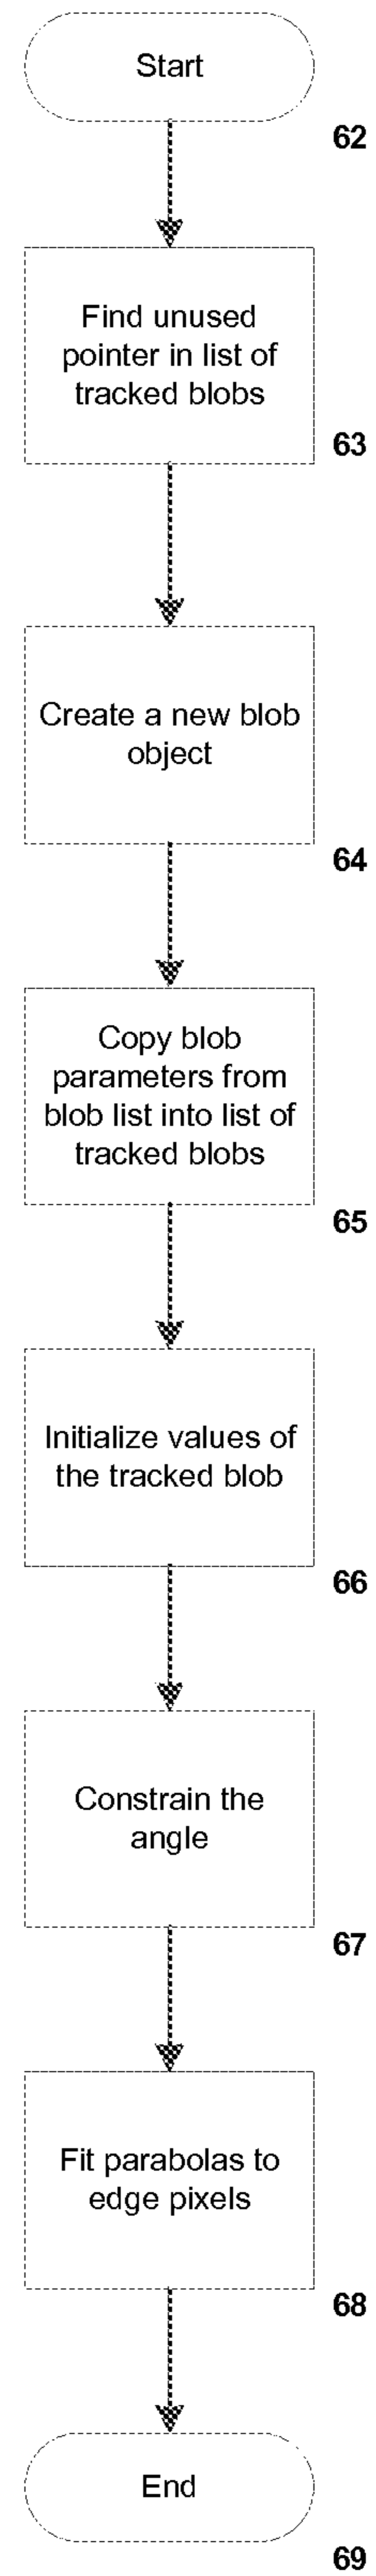 Start
62
Find unused
pointer in list of
tracked blobs
63
Create a new blob
object
64
Copy blob
parameters from
blob list into list of
tracked blobs
65
Initialize values of
the tracked blob
66
Constrain the
angle
67
Fit parabolas to
edge pixels
68
End
69